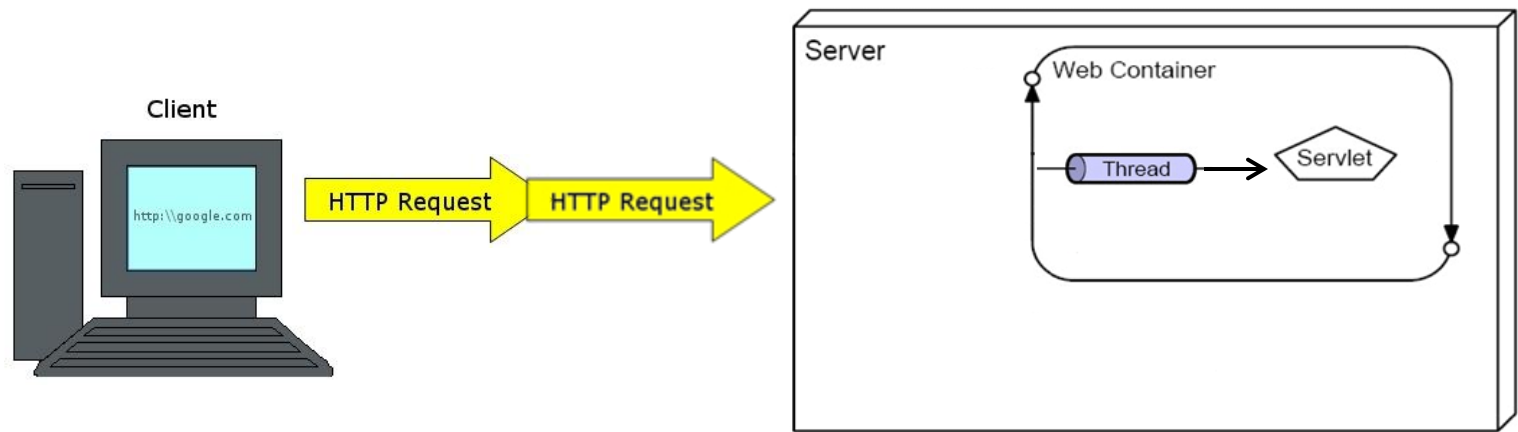 Client
http:\\google.com
HTTP Request
HTTP Request
Server
Web Container
Thread
Servlet